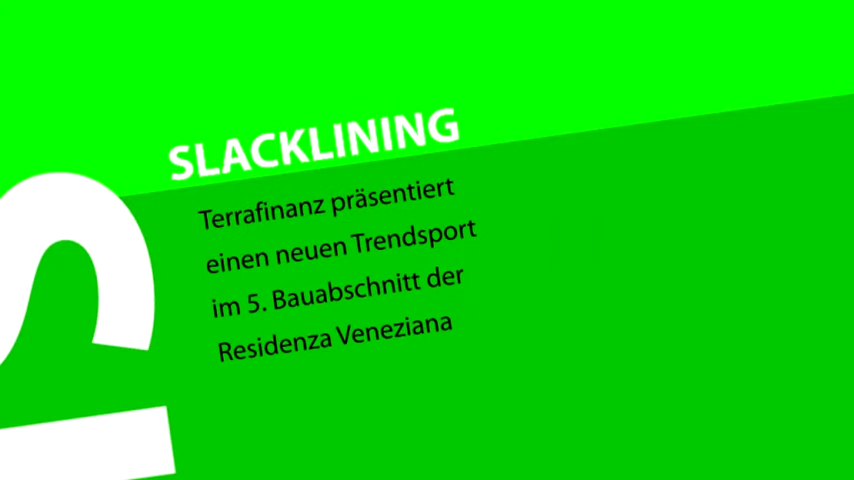 SLACKLINING
Terrafinanz präsentiert
einen neuen Trendsport
im 5. Bauabschnitt der
Residenza Veneziana